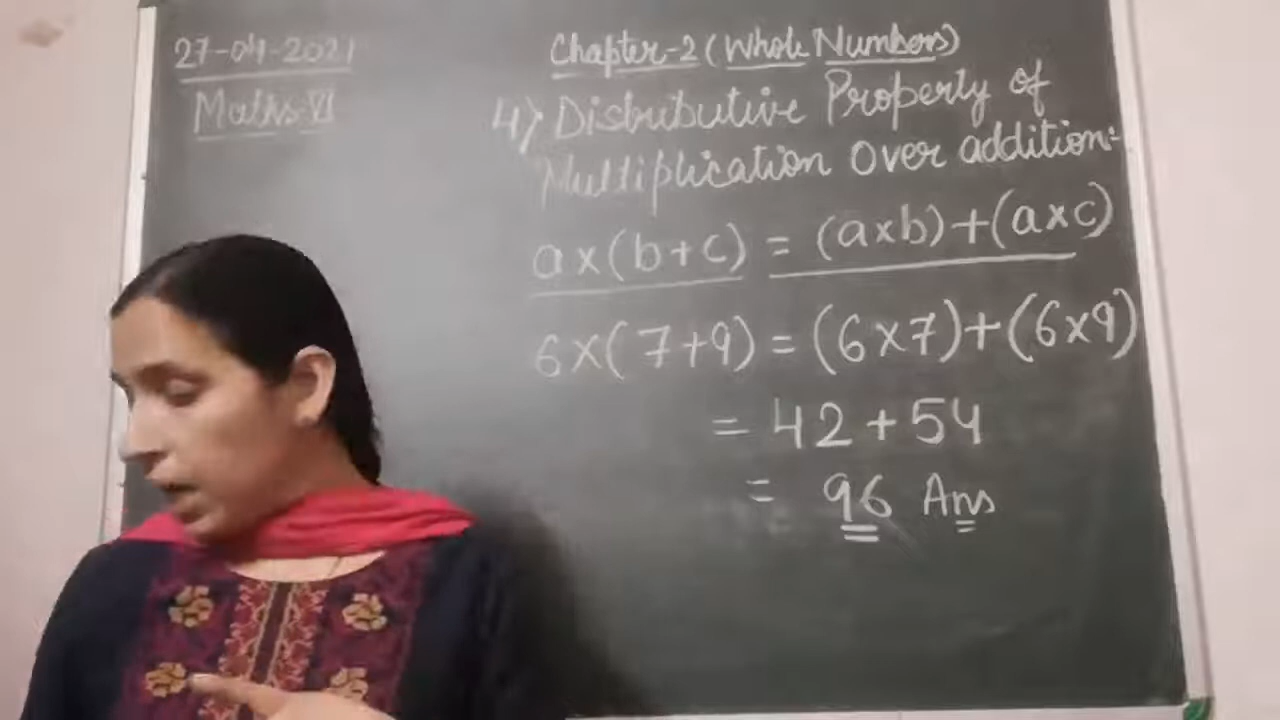 27-04-2021
Maths-VI
Chapter-2 (Whole Numbers)
4) Distributive Property of
Multiplication Over addition:-
a×(b+c) = (a×b)+(a×c)
6×(7+9) = (6×7)+(6×9)
= 42+54
= 96 Ans